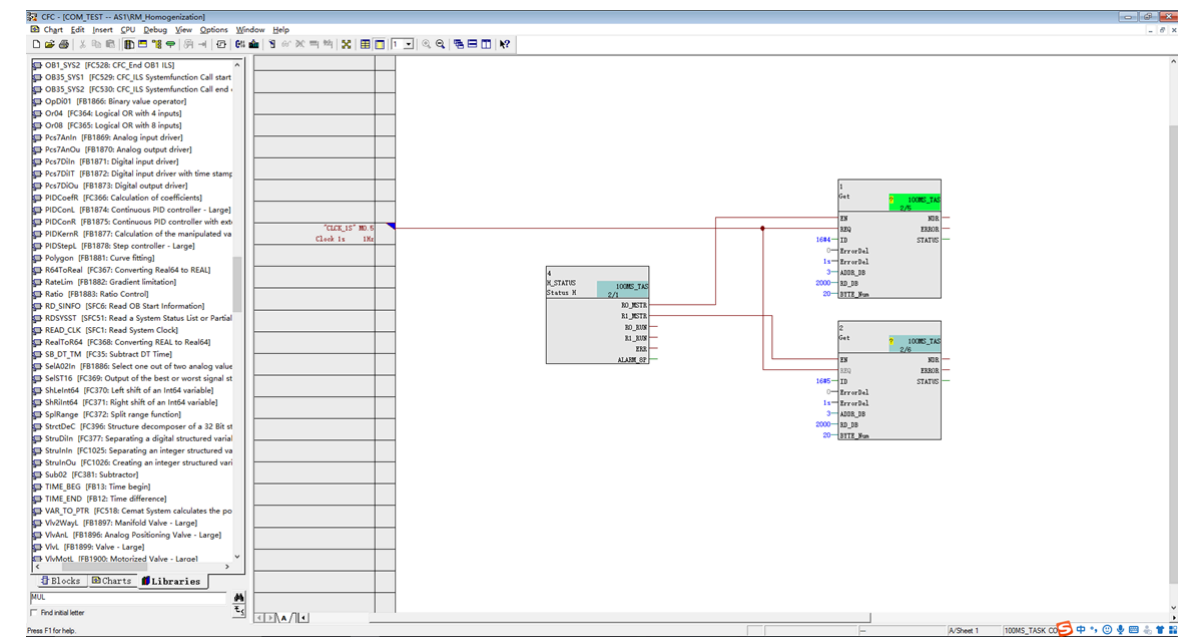 CFC - [COM_TEST -- AS1\RM_Homogenization]
Chart Edit Insert CPU Debug View Options Window Help
1
OB1_SYS2 [FC528: CFC_End OB1 ILS]
OB35_SYS1 [FC529: CFC_ILS Systemfunction Call start
OB35_SYS2 [FC530: CFC_ILS Systemfunction Call end
OpDi01 [FB1866: Binary value operator]
Or04 [FC364: Logical OR with 4 inputs]
Or08 [FC365: Logical OR with 8 inputs]
Pcs7AnIn [FB1869: Analog input driver]
Pcs7AnOu [FB1870: Analog output driver]
Pcs7DiIn [FB1871: Digital input driver]
Pcs7DiIT [FB1872: Digital input driver with time stamp
Pcs7DiOu [FB1873: Digital output driver]
PIDCoefR [FC366: Calculation of coefficients]
PIDConL [FB1874: Continuous PID controller - Large]
PIDConR [FB1875: Continuous PID controller with ext
PIDKernR [FB1877: Calculation of the manipulated va
PIDStepL [FB1878: Step controller - Large]
Polygon [FB1881: Curve fitting]
R64ToReal [FC367: Converting Real64 to REAL]
RateLim [FB1882: Gradient limitation]
Ratio [FB1883: Ratio Control]
RD_SINFO [SFC6: Read OB Start Information]
RDSYSST [SFC51: Read a System Status List or Partial
READ_CLK [SFC1: Read System Clock]
RealToR64 [FC368: Converting REAL to Real64]
SB_DT_TM [FC35: Subtract DT Time]
SelA02In [FB1886: Select one out of two analog value
SelST16 [FC369: Output of the best or worst signal st
ShLeInt64 [FC370: Left shift of an Int64 variable]
ShRiInt64 [FC371: Right shift of an Int64 variable]
SplRange [FC372: Split range function]
StrctDeC [FC396: Structure decomposer of a 32 Bit st
StruDiIn [FC377: Separating a digital structured varial
StruInIn [FC1025: Separating an integer structured va
StruInOu [FC1026: Creating an integer structured vari
Sub02 [FC381: Subtractor]
TIME_BEG [FB13: Time begin]
TIME_END [FB12: Time difference]
VAR_TO_PTR [FC518: Cemat System calculates the po
Vlv2WayL [FB1897: Manifold Valve - Large]
VlvAnL [FB1896: Analog Positioning Valve - Large]
VlvL [FB1899: Valve - Large]
VlvMotL [FB1900: Motorized Valve - Large]
Blocks Charts Libraries
MUL
Find initial letter
Press F1 for help.
"CLCK_1S" M0.5
Clock 1s 1Hz
4
N_STATUS 100MS_TAS
Status H 2/1
R0_MSTR
R1_MSTR
R0_RUN
R1_RUN
ERR
ALARM_SP
1
Get 100MS_TAS
2/5
EN NDR
REQ ERROR
16#4 ID STATUS
0 ErrorDel
1s ErrorDel
3 ADDR_DB
2000 RD_DB
20 BYTE_Num
2
Get 100MS_TAS
2/6
EN NDR
REQ ERROR
16#5 ID STATUS
0 ErrorDel
1s ErrorDel
3 ADDR_DB
2000 RD_DB
20 BYTE_Num
A
A/Sheet 1 100MS_TASK CO
中